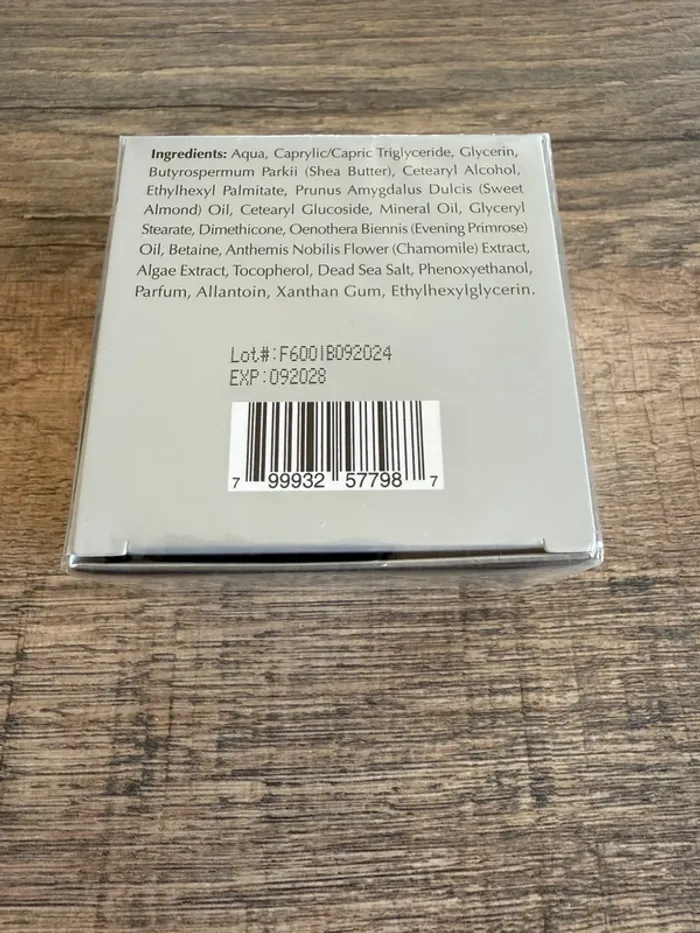 Ingredients: Aqua, Caprylic/Capric Triglyceride, Glycerin,
Butyrospermum Parkii (Shea Butter), Cetearyl Alcohol,
Ethylhexyl Palmitate, Prunus Amygdalus Dulcis (Sweet
Almond) Oil, Cetearyl Glucoside, Mineral Oil, Glyceryl
Stearate, Dimethicone, Oenothera Biennis (Evening Primrose)
Oil, Betaine, Anthemis Nobilis Flower (Chamomile) Extract,
Algae Extract, Tocopherol, Dead Sea Salt, Phenoxyethanol,
Parfum, Allantoin, Xanthan Gum, Ethylhexylglycerin.
Lot#:F6001B092024
EXP:092028
7 99932 57798 7